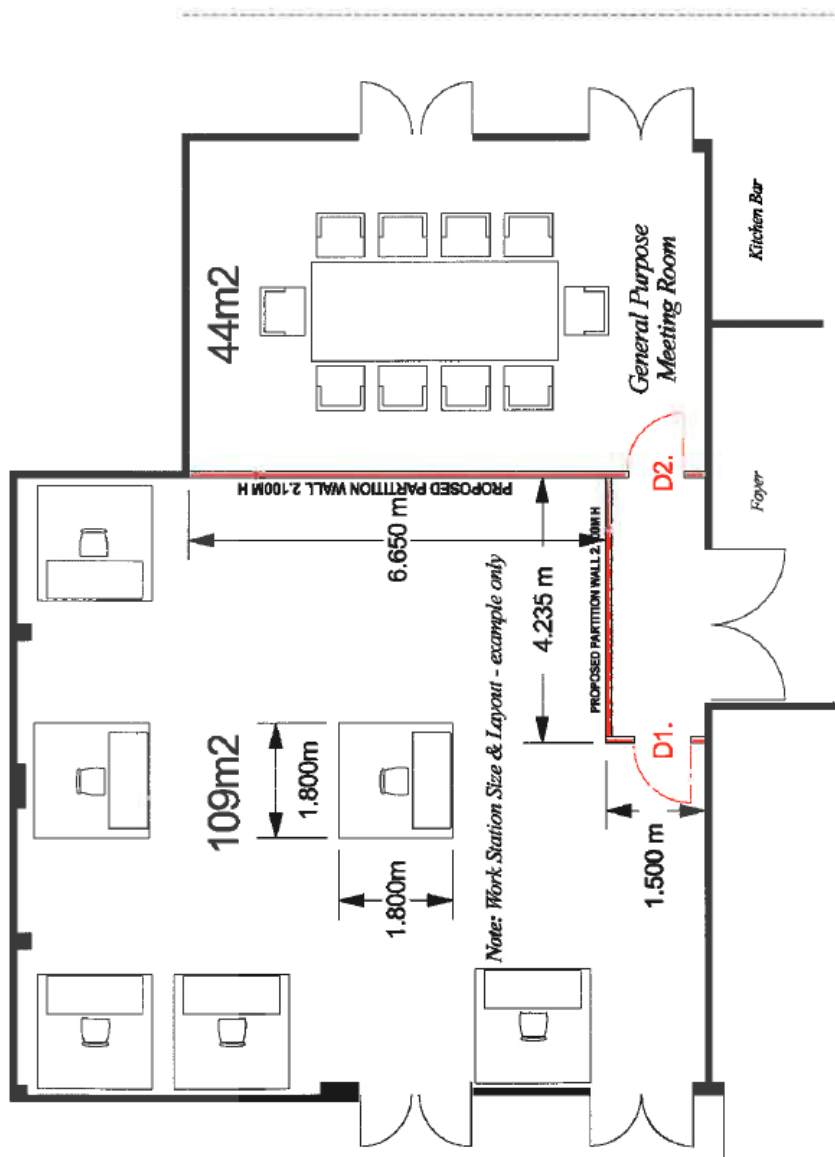 44m2
General Purpose
Meeting Room
Kitchen Bar
Foyer
PROPOSED PARTITION WALL 2.100M H
6.650 m
D2.
PROPOSED PARTITION WALL 2.100M H
4.235 m
Note: Work Station Size & Layout - example only
109m2
1.800m
1.800m
D1.
1.500 m